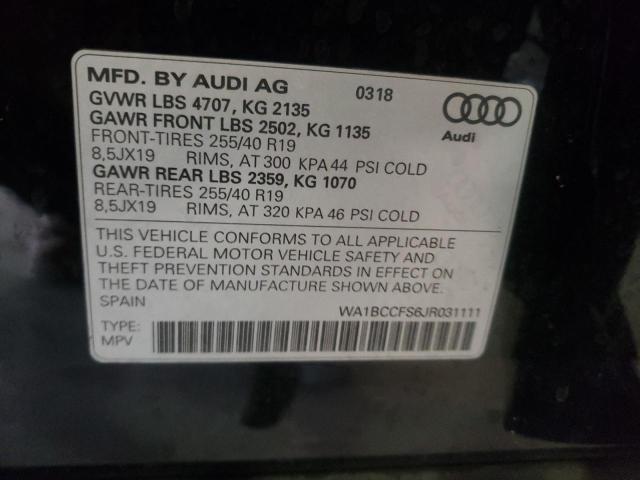 MFD. BY AUDI AG 0318
GVWR LBS 4707, KG 2135
GAWR FRONT LBS 2502, KG 1135
FRONT-TIRES 255/40 R19
8,5JX19 RIMS, AT 300 KPA 44 PSI COLD
GAWR REAR LBS 2359, KG 1070
REAR-TIRES 255/40 R19
8,5JX19 RIMS, AT 320 KPA 46 PSI COLD
Audi
THIS VEHICLE CONFORMS TO ALL APPLICABLE
U.S. FEDERAL MOTOR VEHICLE SAFETY AND
THEFT PREVENTION STANDARDS IN EFFECT ON
THE DATE OF MANUFACTURE SHOWN ABOVE.
SPAIN WA1BCCFS6JR031111
TYPE:
MPV